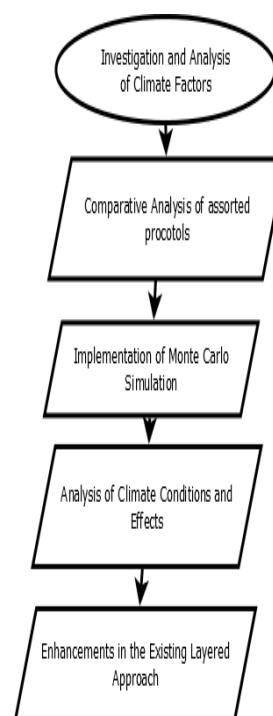 Investigation and Analysis
of Climate Factors
Comparative Analysis of assorted
procotols
Implementation of Monte Carlo
Simulation
Analysis of Climate Conditions and
Effects
Enhancements in the Existing Layered
Approach